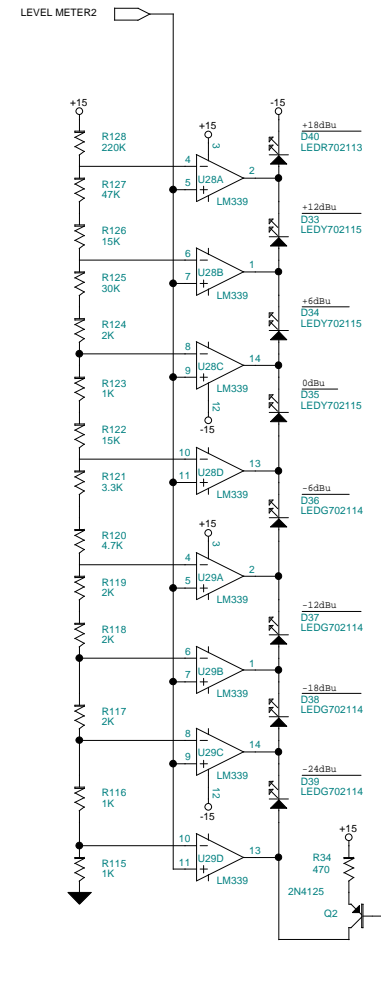 LEVEL METER2
+15
R128
220K
R127
47K
R126
15K
R125
30K
R124
2K
R123
1K
R122
15K
R121
3.3K
R120
4.7K
R119
2K
R118
2K
R117
2K
R116
1K
R115
1K
+15
3
4
5
2
U28A
LM339
6
7
1
U28B
LM339
8
9
14
U28C
LM339
12
-15
10
11
13
U28D
LM339
+15
3
4
5
2
U29A
LM339
6
7
1
U29B
LM339
8
9
14
U29C
LM339
12
-15
10
11
13
U29D
LM339
-15
+18dBu
D40
LEDR702113
+12dBu
D33
LEDY702115
+6dBu
D34
LEDY702115
0dBu
D35
LEDY702115
-6dBu
D36
LEDG702114
-12dBu
D37
LEDG702114
-18dBu
D38
LEDG702114
-24dBu
D39
LEDG702114
+15
R34
470
2N4125
Q2